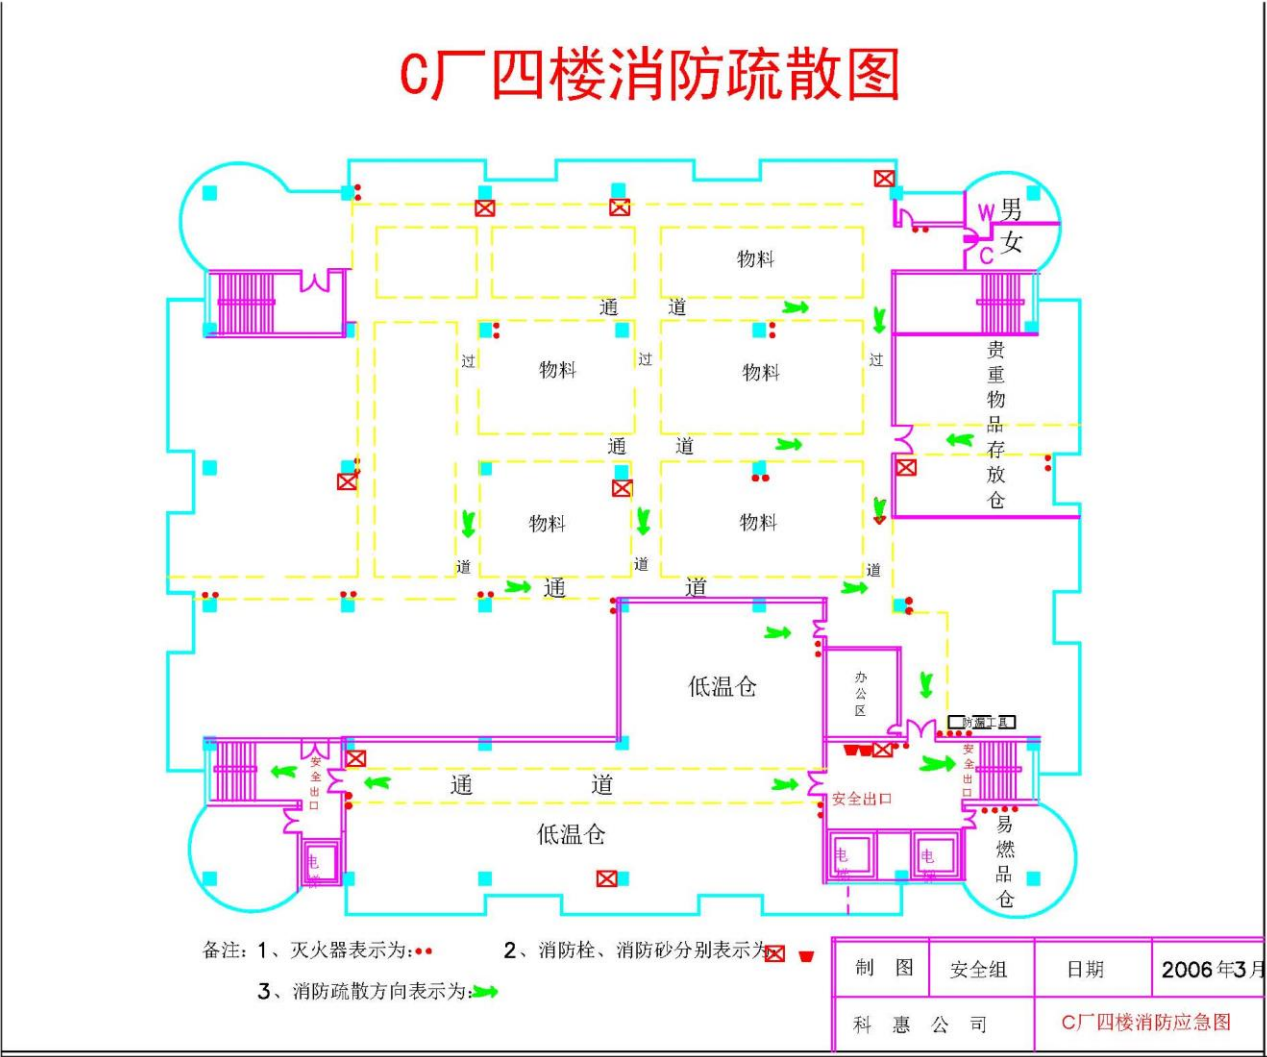 C厂四楼消防疏散图
W 男
女
C
物料
通 道
过 过 过
物料 物料
贵重物品存放仓
通 道
物料 物料
道 道 道
通 道
低温仓
办公区
防漏工具
安全出口
安全出口
通 道
安全出口
低温仓
电梯
电梯
电梯
易燃品仓
备注：1、灭火器表示为：
2、消防栓、消防砂分别表示为
3、消防疏散方向表示为：
制 图 安全组 日期 2006年3月
科 惠 公 司 C厂四楼消防应急图